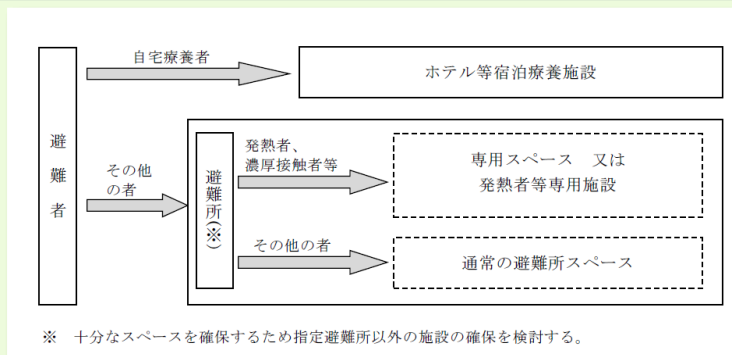 自宅療養者
ホテル等宿泊療養施設
避難者
その他
の者
避難所(※)
発熱者、
濃厚接触者等
専用スペース　又は
発熱者等専用施設
その他の者
通常の避難所スペース
※　十分なスペースを確保するため指定避難所以外の施設の確保を検討する。